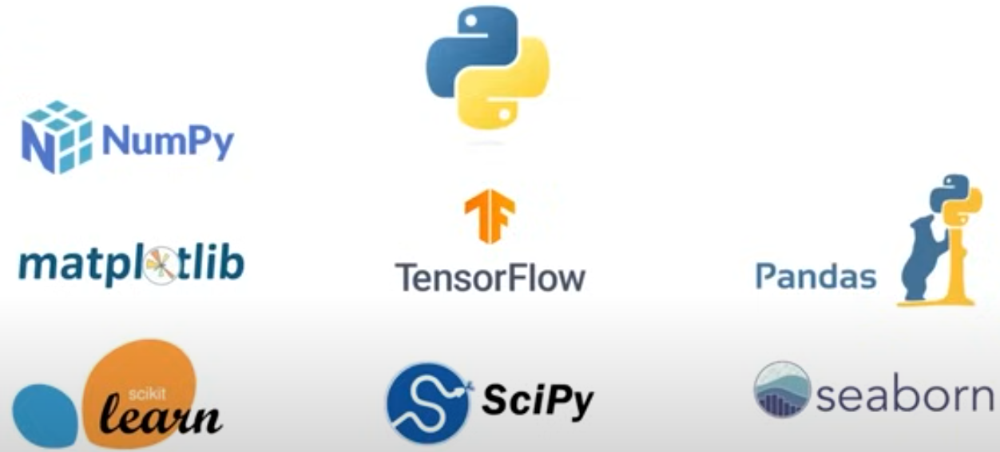 NumPy
matplotlib
TensorFlow
Pandas
scikit
learn
SciPy
seaborn